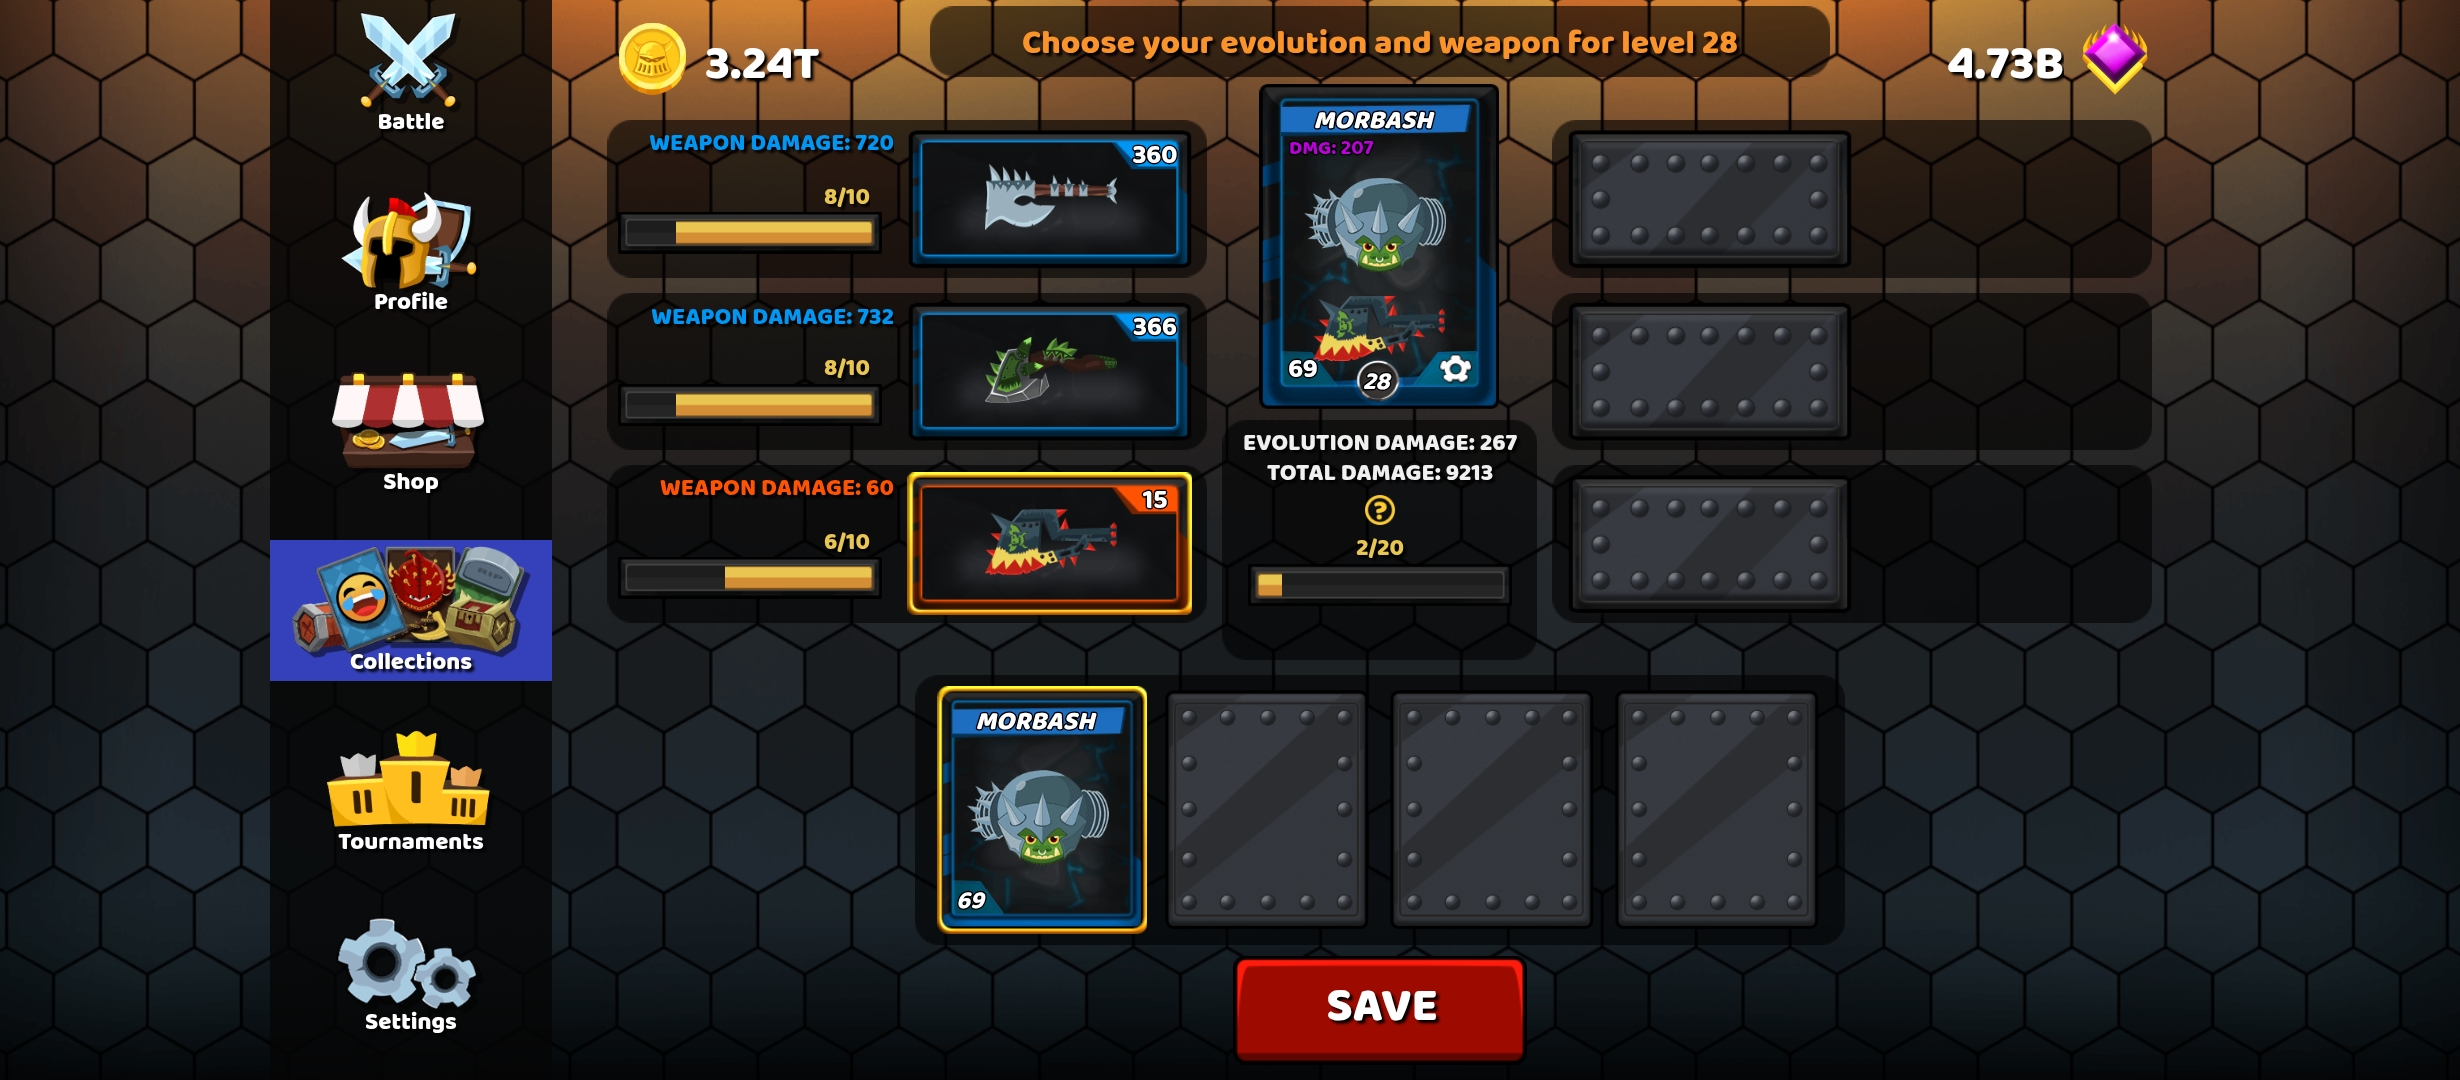 Battle
Profile
Shop
Collections
Tournaments
Settings
3.24T
Choose your evolution and weapon for level 28
4.73B
WEAPON DAMAGE: 720
8/10
360
WEAPON DAMAGE: 732
8/10
366
WEAPON DAMAGE: 60
6/10
15
MORBASH
DMG: 207
69
28
EVOLUTION DAMAGE: 267
TOTAL DAMAGE: 9213
?
2/20
MORBASH
69
SAVE